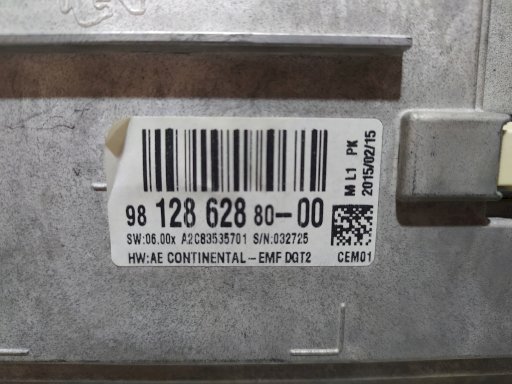 98 128 628 80-00
SW:06.00x A2C83535701 S/N:032725
HW:AE CONTINENTAL-EMF DGT2
M L1 PK
2015/02/15
CEM01